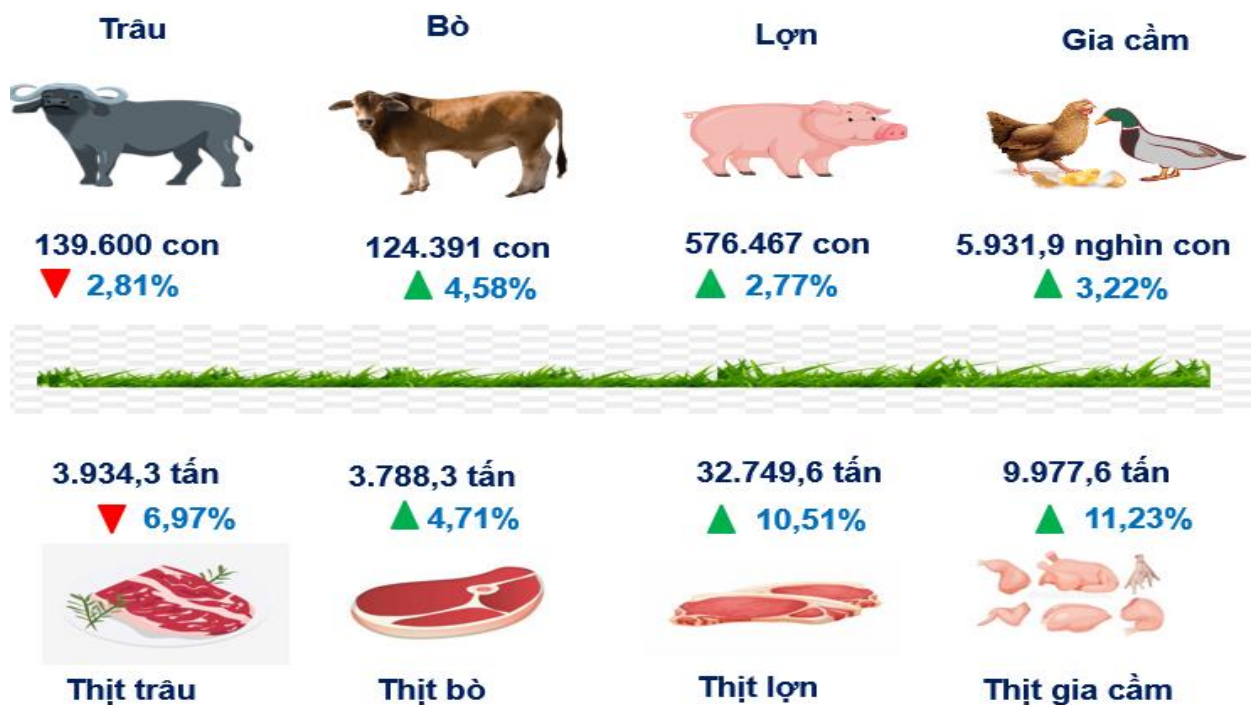 Trâu
Bò
Lợn
Gia cầm
139.600 con
124.391 con
576.467 con
5.931,9 nghìn con
2,81%
4,58%
2,77%
3,22%
3.934,3 tấn
3.788,3 tấn
32.749,6 tấn
9.977,6 tấn
6,97%
4,71%
10,51%
11,23%
Thịt trâu
Thịt bò
Thịt lợn
Thịt gia cầm